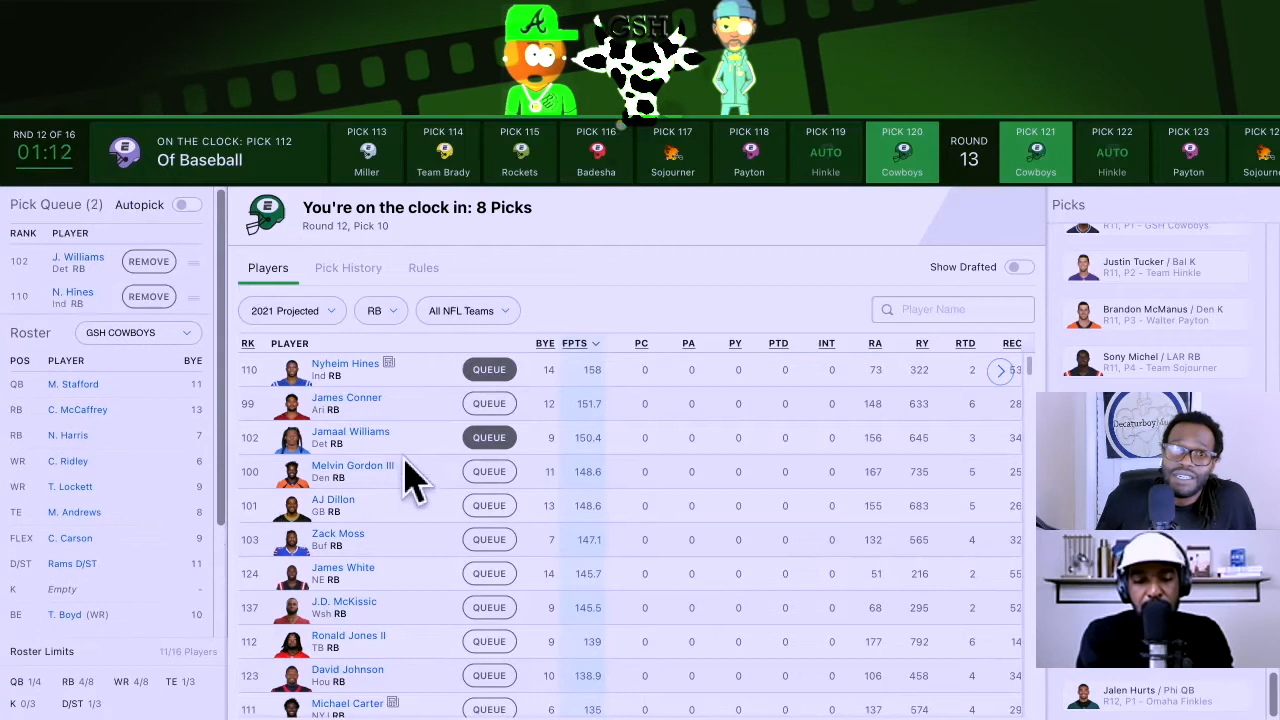 GSH
A
RND 12 OF 16
01:12
ON THE CLOCK: PICK 112
Of Baseball
PICK 113
Miller
PICK 114
Team Brady
PICK 115
Rockets
PICK 116
Badesha
PICK 117
Sojourner
PICK 118
Payton
PICK 119
AUTO
Hinkle
PICK 120
Cowboys
ROUND
13
PICK 121
Cowboys
PICK 122
AUTO
Hinkle
PICK 123
Payton
PICK 12
Sojourn
Pick Queue (2) Autopick
RANK PLAYER
102 J. Williams REMOVE
Det RB
110 N. Hines REMOVE
Ind RB
Roster GSH COWBOYS
POS PLAYER BYE
QB M. Stafford 11
RB C. McCaffrey 13
RB N. Harris 7
WR C. Ridley 6
WR T. Lockett 9
TE M. Andrews 8
FLEX C. Carson 9
D/ST Rams D/ST 11
K Empty -
BE T. Boyd (WR) 10
Roster Limits 11/16 Players
QB 1/4 RB 4/8 WR 4/8 TE 1/3
K 0/3 D/ST 1/3
You're on the clock in: 8 Picks
Round 12, Pick 10
Players Pick History Rules
Show Drafted
2021 Projected RB All NFL Teams Player Name
RK PLAYER BYE FPTS PC PA PY PTD INT RA RY RTD REC
110 Nyheim Hines QUEUE 14 158 0 0 0 0 0 73 322 2 53
Ind RB
99 James Conner QUEUE 12 151.7 0 0 0 0 0 148 633 6 28
Ari RB
102 Jamaal Williams QUEUE 9 150.4 0 0 0 0 0 156 645 3 34
Det RB
100 Melvin Gordon III QUEUE 11 148.6 0 0 0 0 0 167 735 5 25
Den RB
101 AJ Dillon QUEUE 13 148.6 0 0 0 0 0 155 683 5 26
GB RB
103 Zack Moss QUEUE 7 147.1 0 0 0 0 0 132 565 4 32
Buf RB
124 James White QUEUE 14 145.7 0 0 0 0 0 51 216 2 55
NE RB
137 J.D. McKissic QUEUE 9 145.5 0 0 0 0 0 68 295 2 52
Wsh RB
112 Ronald Jones II QUEUE 9 139 0 0 0 0 0 177 792 6 14
TB RB
123 David Johnson QUEUE 10 138.9 0 0 0 0 0 106 458 4 34
Hou RB
111 Michael Carter QUEUE 6 135 0 0 0 0 0 137 574 4 29
NYJ RB
Picks
R11, P1 - GSH Cowboys
Justin Tucker / Bal K
R11, P2 - Team Hinkle
Brandon McManus / Den K
R11, P3 - Walter Payton
Sony Michel / LAR RB
R11, P4 - Team Sojourner
Jalen Hurts / Phi QB
R12, P1 - Omaha Finkles